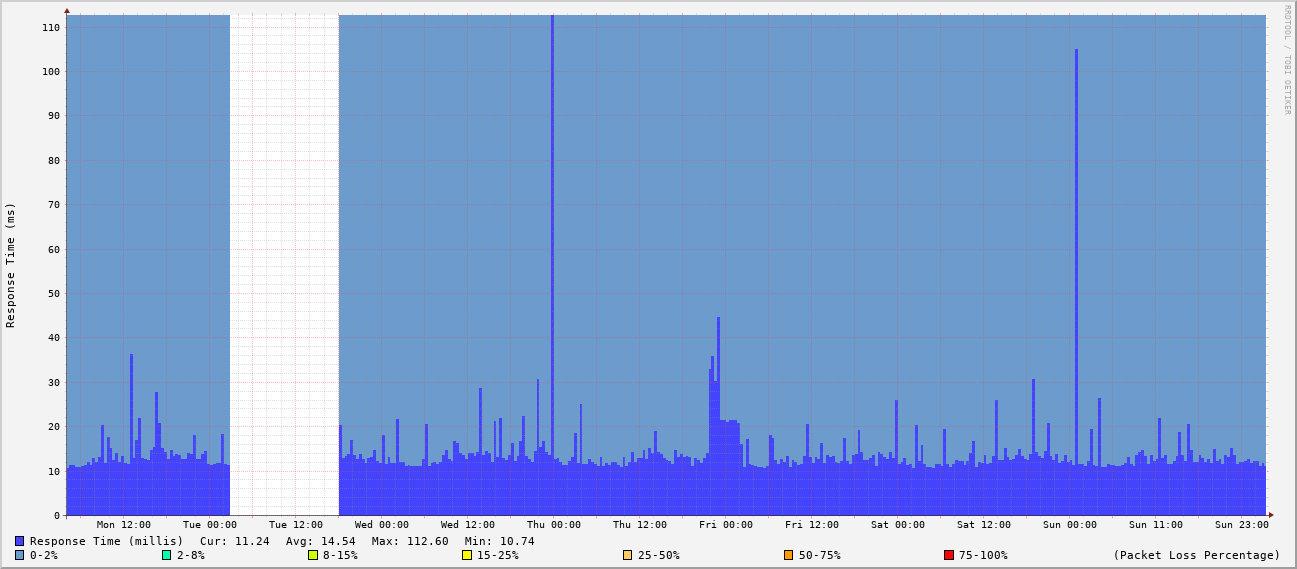 RRDTOOL / TOBI OETIKER
Response Time (ms)
110
100
90
80
70
60
50
40
30
20
10
0
Mon 12:00 Tue 00:00 Tue 12:00 Wed 00:00 Wed 12:00 Thu 00:00 Thu 12:00 Fri 00:00 Fri 12:00 Sat 00:00 Sat 12:00 Sun 00:00 Sun 11:00 Sun 23:00
Response Time (millis) Cur: 11.24 Avg: 14.54 Max: 112.60 Min: 10.74
0-2% 2-8% 8-15% 15-25% 25-50% 50-75% 75-100% (Packet Loss Percentage)